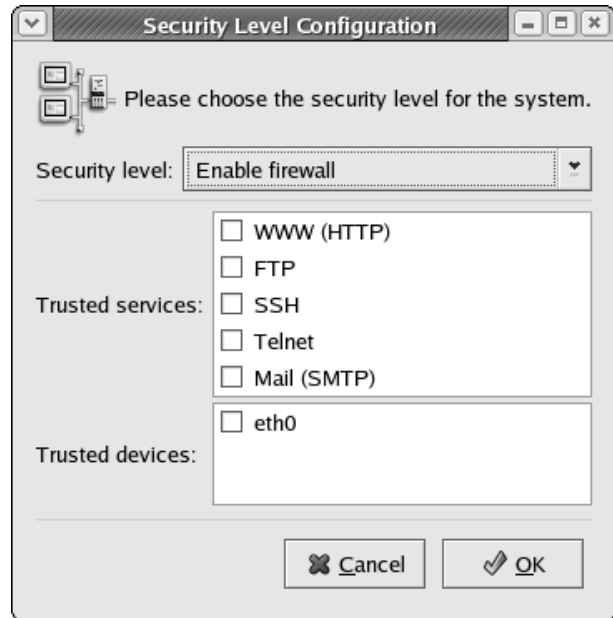 Security Level Configuration
Please choose the security level for the system.
Security level: Enable firewall
Trusted services:
WWW (HTTP)
FTP
SSH
Telnet
Mail (SMTP)
Trusted devices:
eth0
Cancel
OK